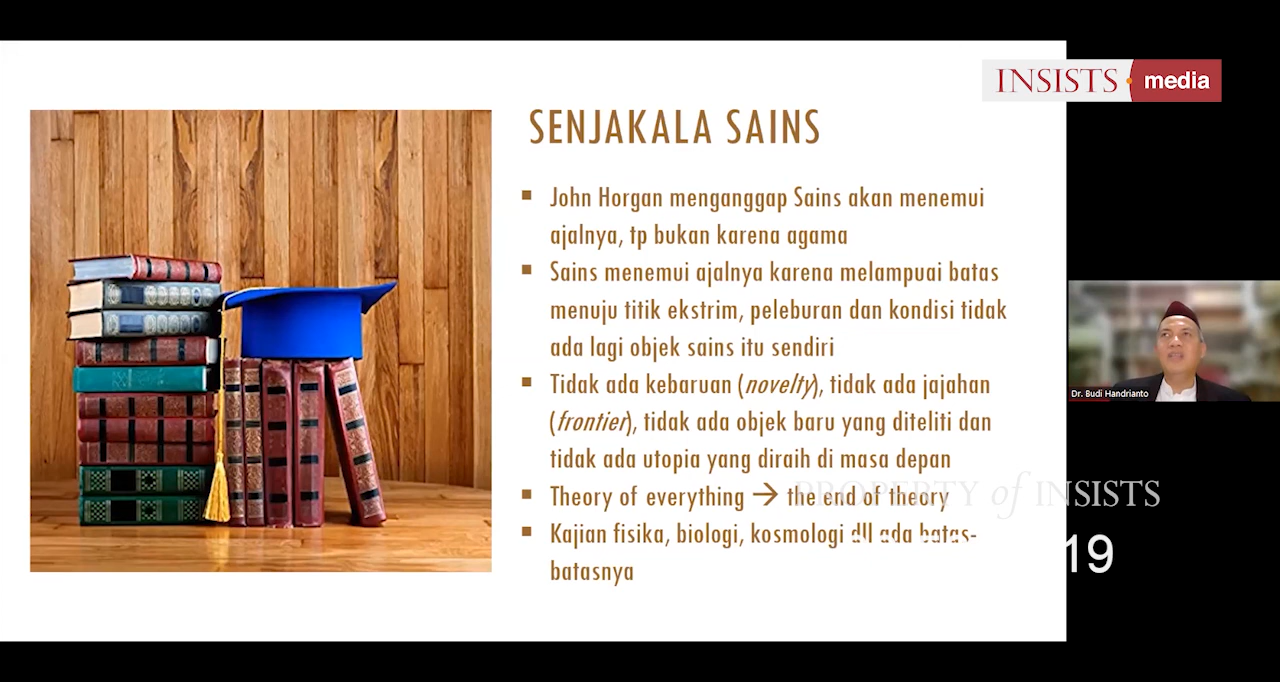 INSISTS media
SENJAKALA SAINS
John Horgan menganggap Sains akan menemui
ajalnya, tp bukan karena agama
Sains menemui ajalnya karena melampuai batas
menuju titik ekstrim, peleburan dan kondisi tidak
ada lagi objek sains itu sendiri
Tidak ada kebaruan (novelty), tidak ada jajahan
(frontier), tidak ada objek baru yang diteliti dan
tidak ada utopia yang diraih di masa depan
Theory of everything → the end of theory
Kajian fisika, biologi, kosmologi dll ada batas-
batasnya
Dr. Budi Handrianto
PROPERTY of INSISTS
19